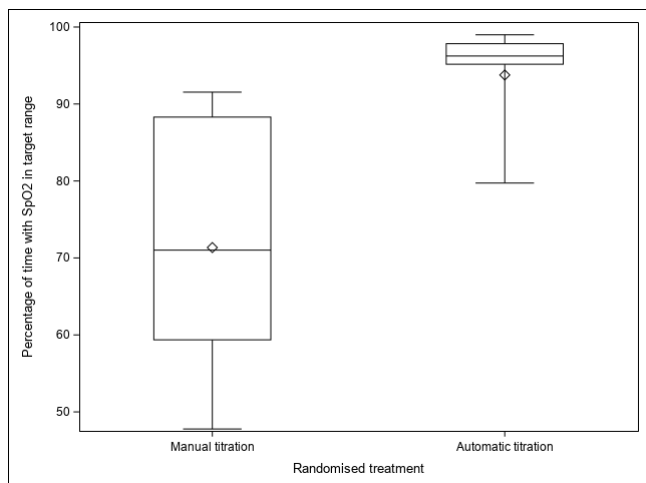 Percentage of time with SpO2 in target range
100
90
80
70
60
50
Manual titration
Automatic titration
Randomised treatment